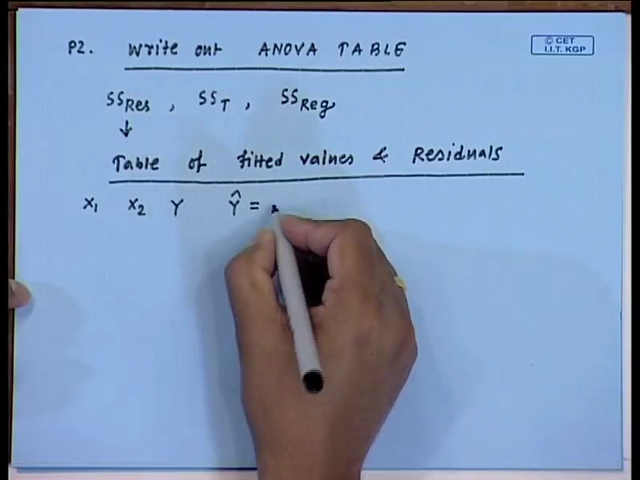 P2. Write out ANOVA TABLE
© CET
I.I.T. KGP
SSRes , SST , SSReg
↓
Table of fitted values & Residuals
X1 X2 Y Ŷ =